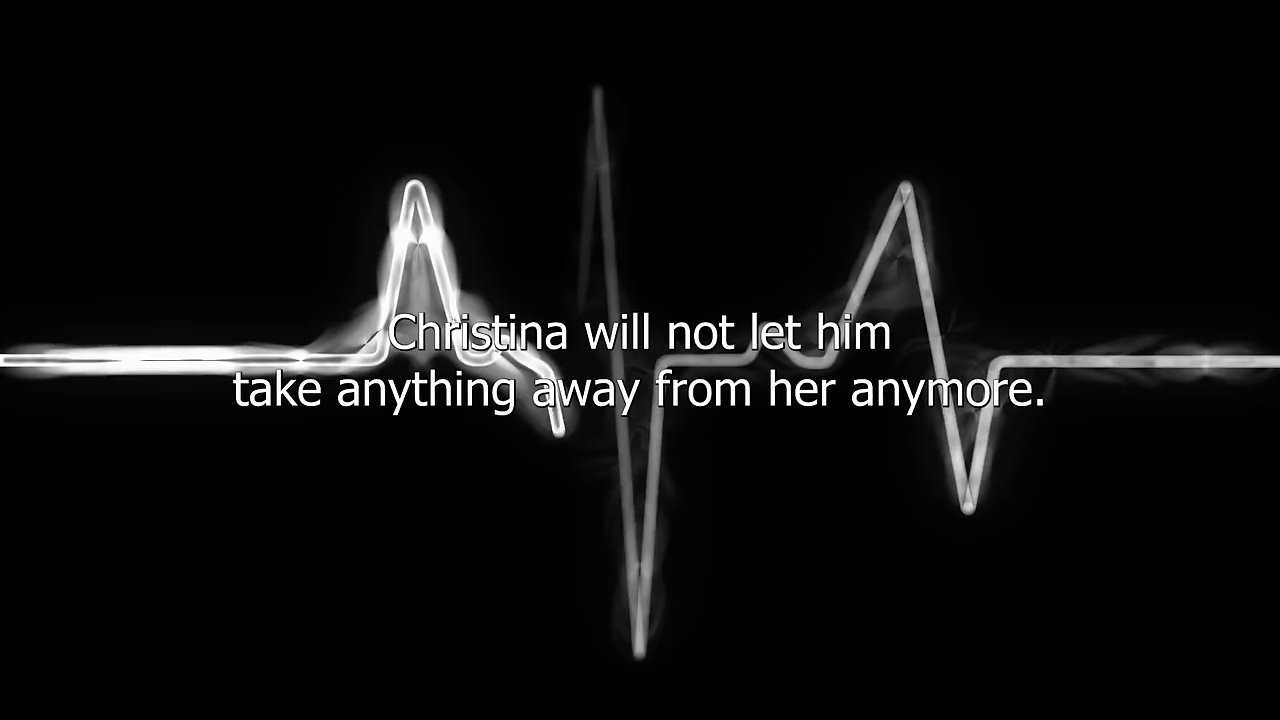 Christina will not let him
take anything away from her anymore.